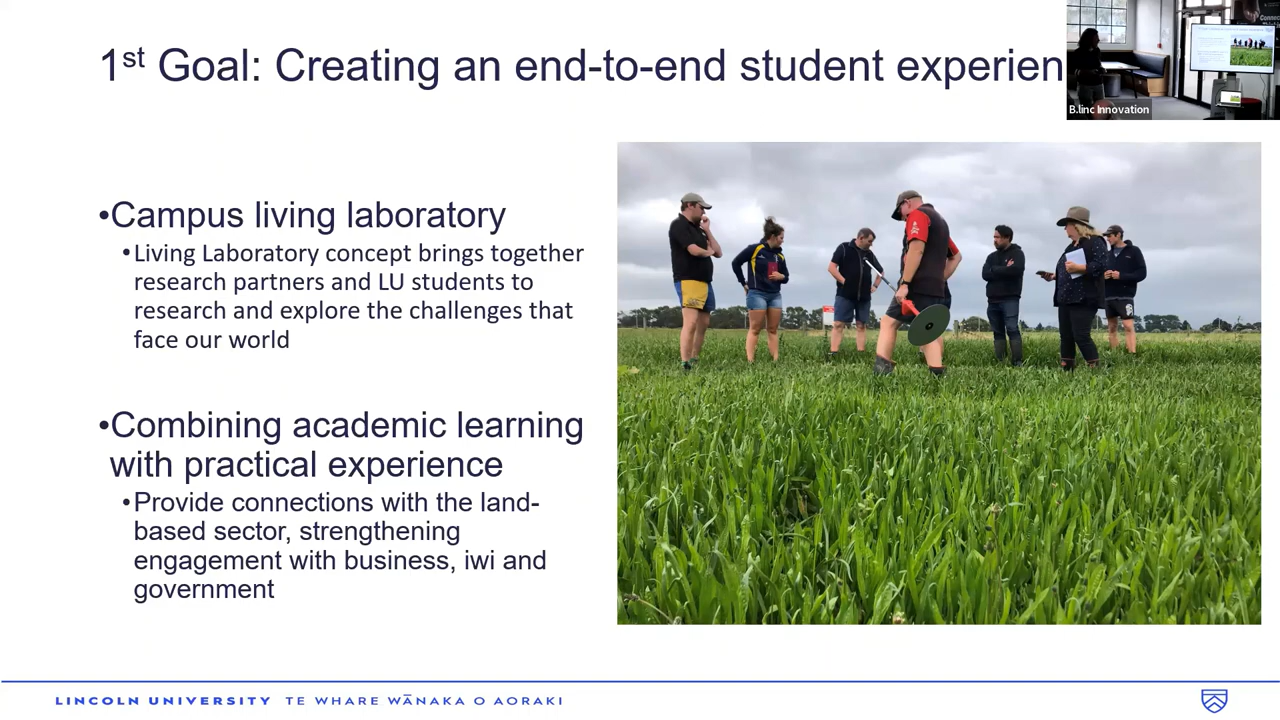 1st Goal: Creating an end-to-end student experien
B.linc Innovation
•Campus living laboratory
•Living Laboratory concept brings together
research partners and LU students to
research and explore the challenges that
face our world
•Combining academic learning
with practical experience
•Provide connections with the land-
based sector, strengthening
engagement with business, iwi and
government
LINCOLN UNIVERSITY TE WHARE WĀNAKA O AORAKI